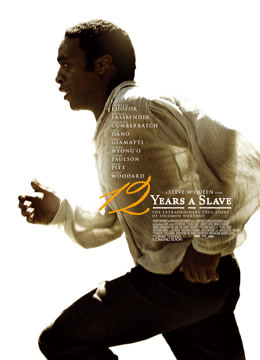 EJIOFOR
FASSBENDER
CUMBERBATCH
DANO
GIAMATTI
NYONG'O
PAULSON
PITT
WOODARD
A STEVE McQUEEN FILM
12 YEARS A SLAVE
THE EXTRAORDINARY TRUE STORY
OF SOLOMON NORTHUP
COMING SOON